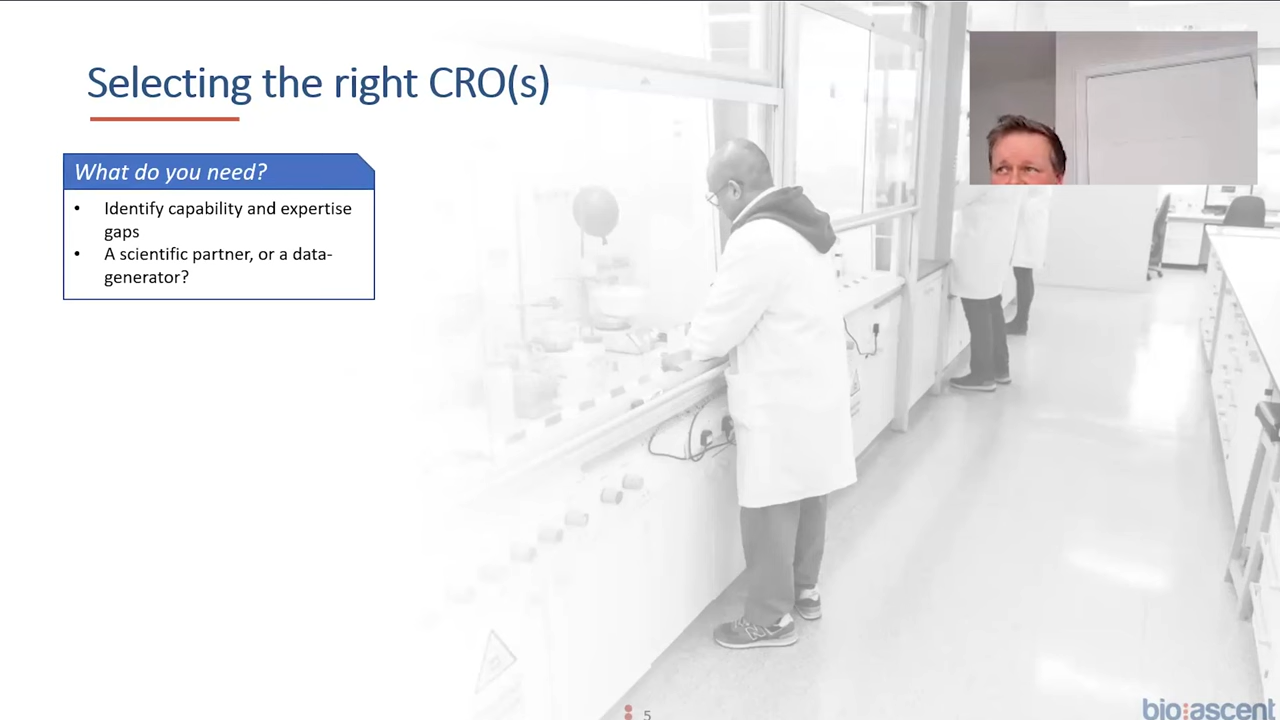 Selecting the right CRO(s)
What do you need?
• Identify capability and expertise
gaps
• A scientific partner, or a data-
generator?
5
bio:ascent